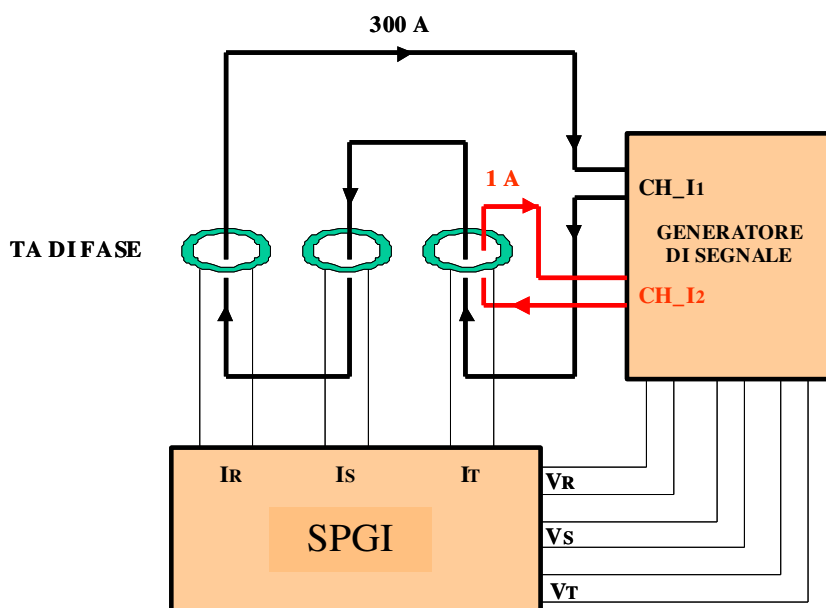 300 A
1 A
CH_I1
GENERATORE
DI SEGNALE
TA DI FASE
CH_I2
IR
IS
IT
VR
SPGI
VS
VT